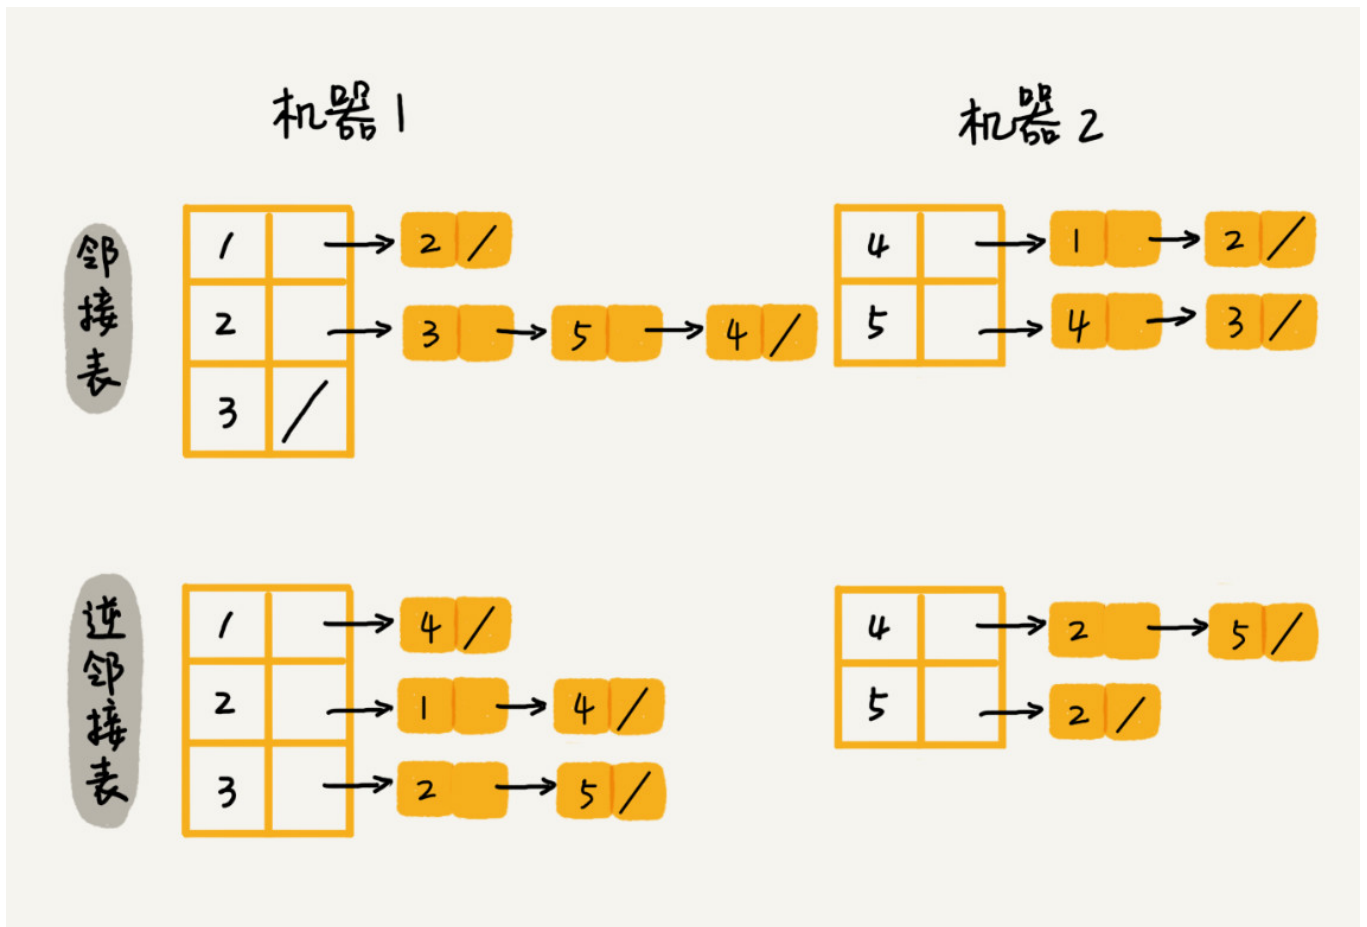 机器1 机器2
邻接表
1 → 2 /
2 → 3 → 5 → 4 /
3 /
4 → 1 → 2 /
5 → 4 → 3 /
逆邻接表
1 → 4 /
2 → 1 → 4 /
3 → 2 → 5 /
4 → 2 → 5 /
5 → 2 /